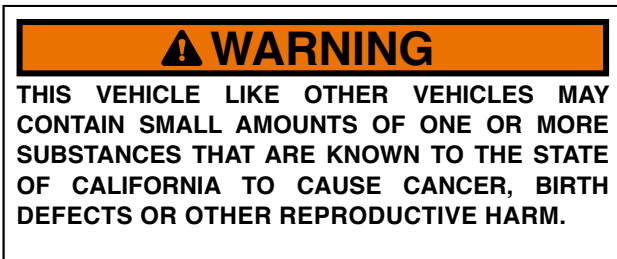 WARNING
THIS VEHICLE LIKE OTHER VEHICLES MAY
CONTAIN SMALL AMOUNTS OF ONE OR MORE
SUBSTANCES THAT ARE KNOWN TO THE STATE
OF CALIFORNIA TO CAUSE CANCER, BIRTH
DEFECTS OR OTHER REPRODUCTIVE HARM.